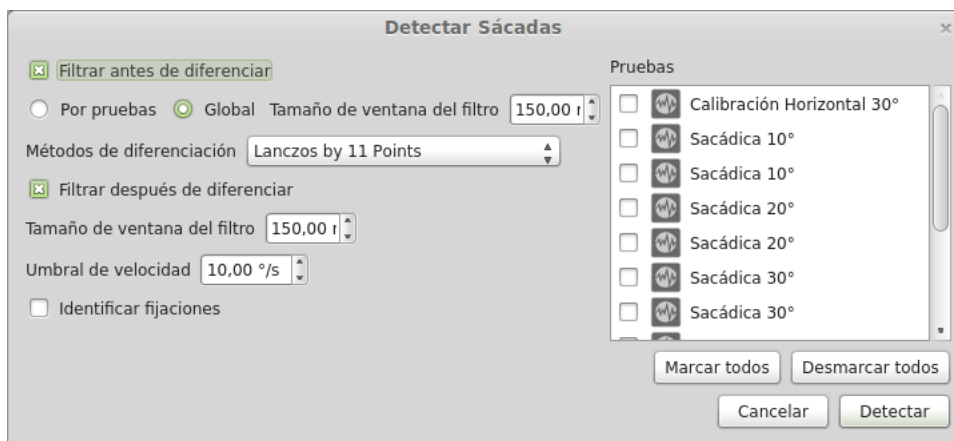 Detectar Sácadas
Filtrar antes de diferenciar
Por pruebas Global Tamaño de ventana del filtro 150,00 r
Métodos de diferenciación Lanczos by 11 Points
Filtrar después de diferenciar
Tamaño de ventana del filtro 150,00 r
Umbral de velocidad 10,00 °/s
Identificar fijaciones
Pruebas
Calibración Horizontal 30°
Sacádica 10°
Sacádica 10°
Sacádica 20°
Sacádica 20°
Sacádica 30°
Sacádica 30°
Marcar todos Desmarcar todos
Cancelar Detectar